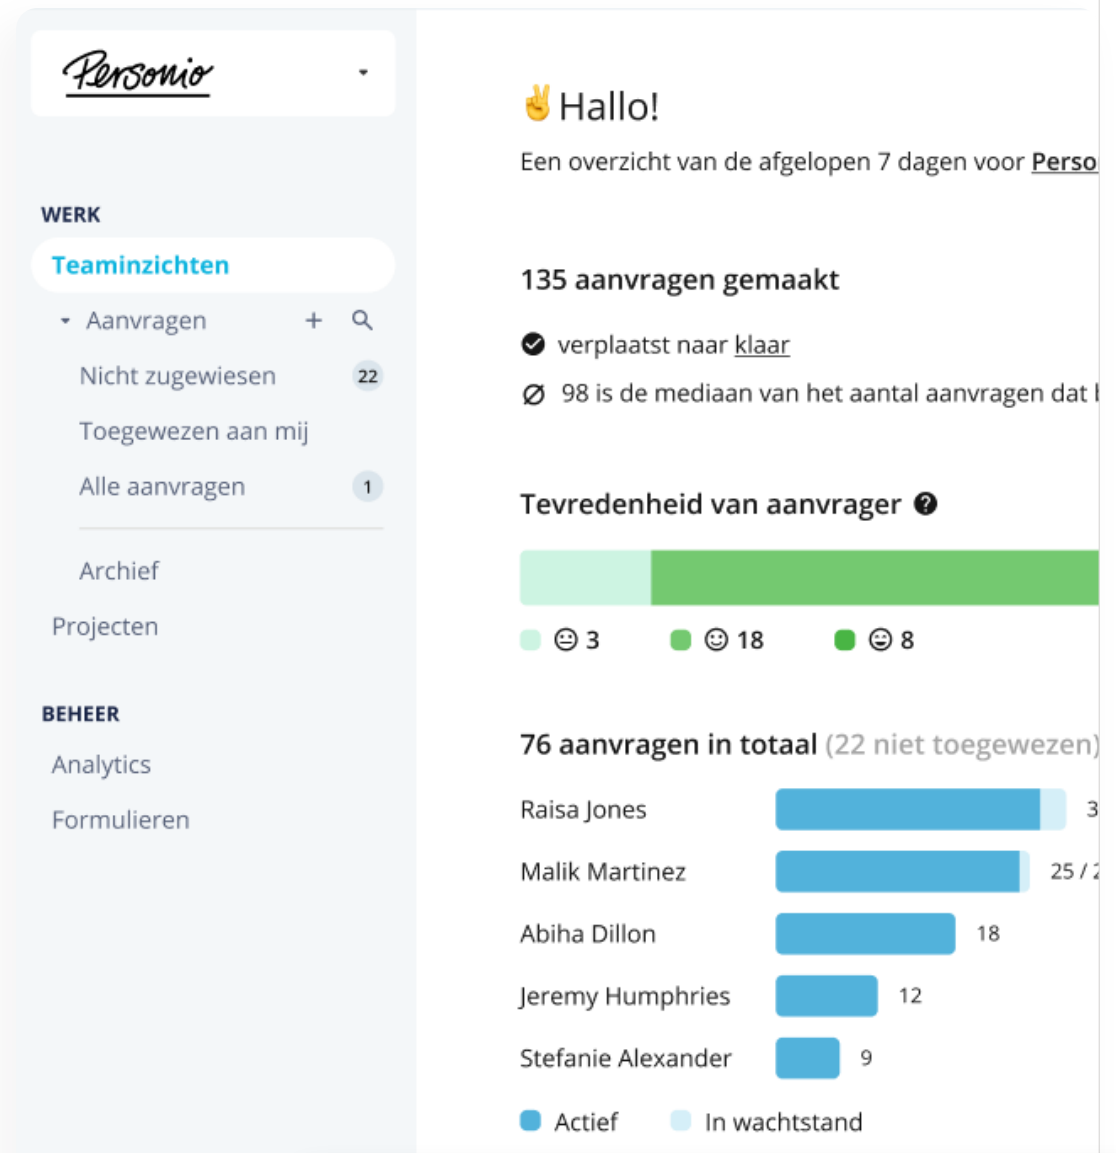 Personio
WERK
Teaminzichten
Aanvragen
Nicht zugewiesen 22
Toegewezen aan mij
Alle aanvragen 1
Archief
Projecten
BEHEER
Analytics
Formulieren
Hallo!
Een overzicht van de afgelopen 7 dagen voor
135 aanvragen gemaakt
verplaatst naar klaar
98 is de mediaan van het aantal aanvragen dat
Tevredenheid van aanvrager
3 18 8
76 aanvragen in totaal (22 niet toegewezen)
Raisa Jones
Malik Martinez 25 /
Abiha Dillon 18
Jeremy Humphries 12
Stefanie Alexander 9
Actief In wachtstand